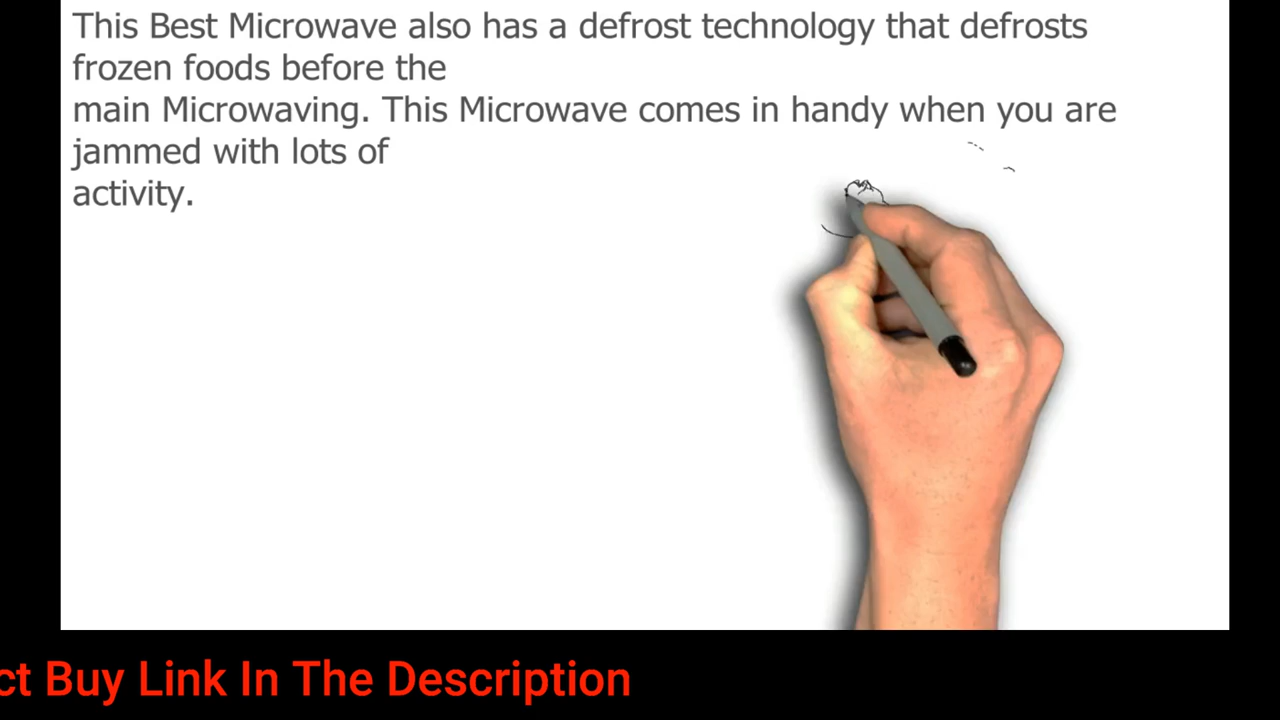 This Best Microwave also has a defrost technology that defrosts
frozen foods before the
main Microwaving. This Microwave comes in handy when you are
jammed with lots of
activity.
ct Buy Link In The Description